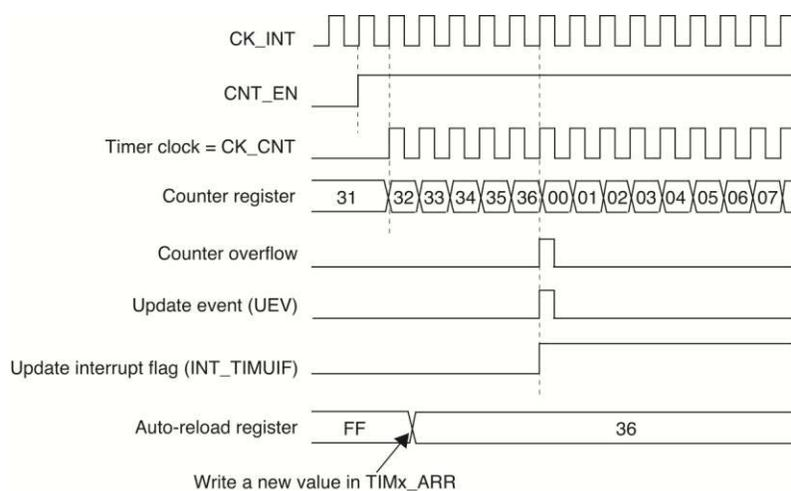 CK_INT
CNT_EN
Timer clock = CK_CNT
Counter register 31 32 33 34 35 36 00 01 02 03 04 05 06 07
Counter overflow
Update event (UEV)
Update interrupt flag (INT_TIMUIF)
Auto-reload register FF 36
Write a new value in TIMx_ARR